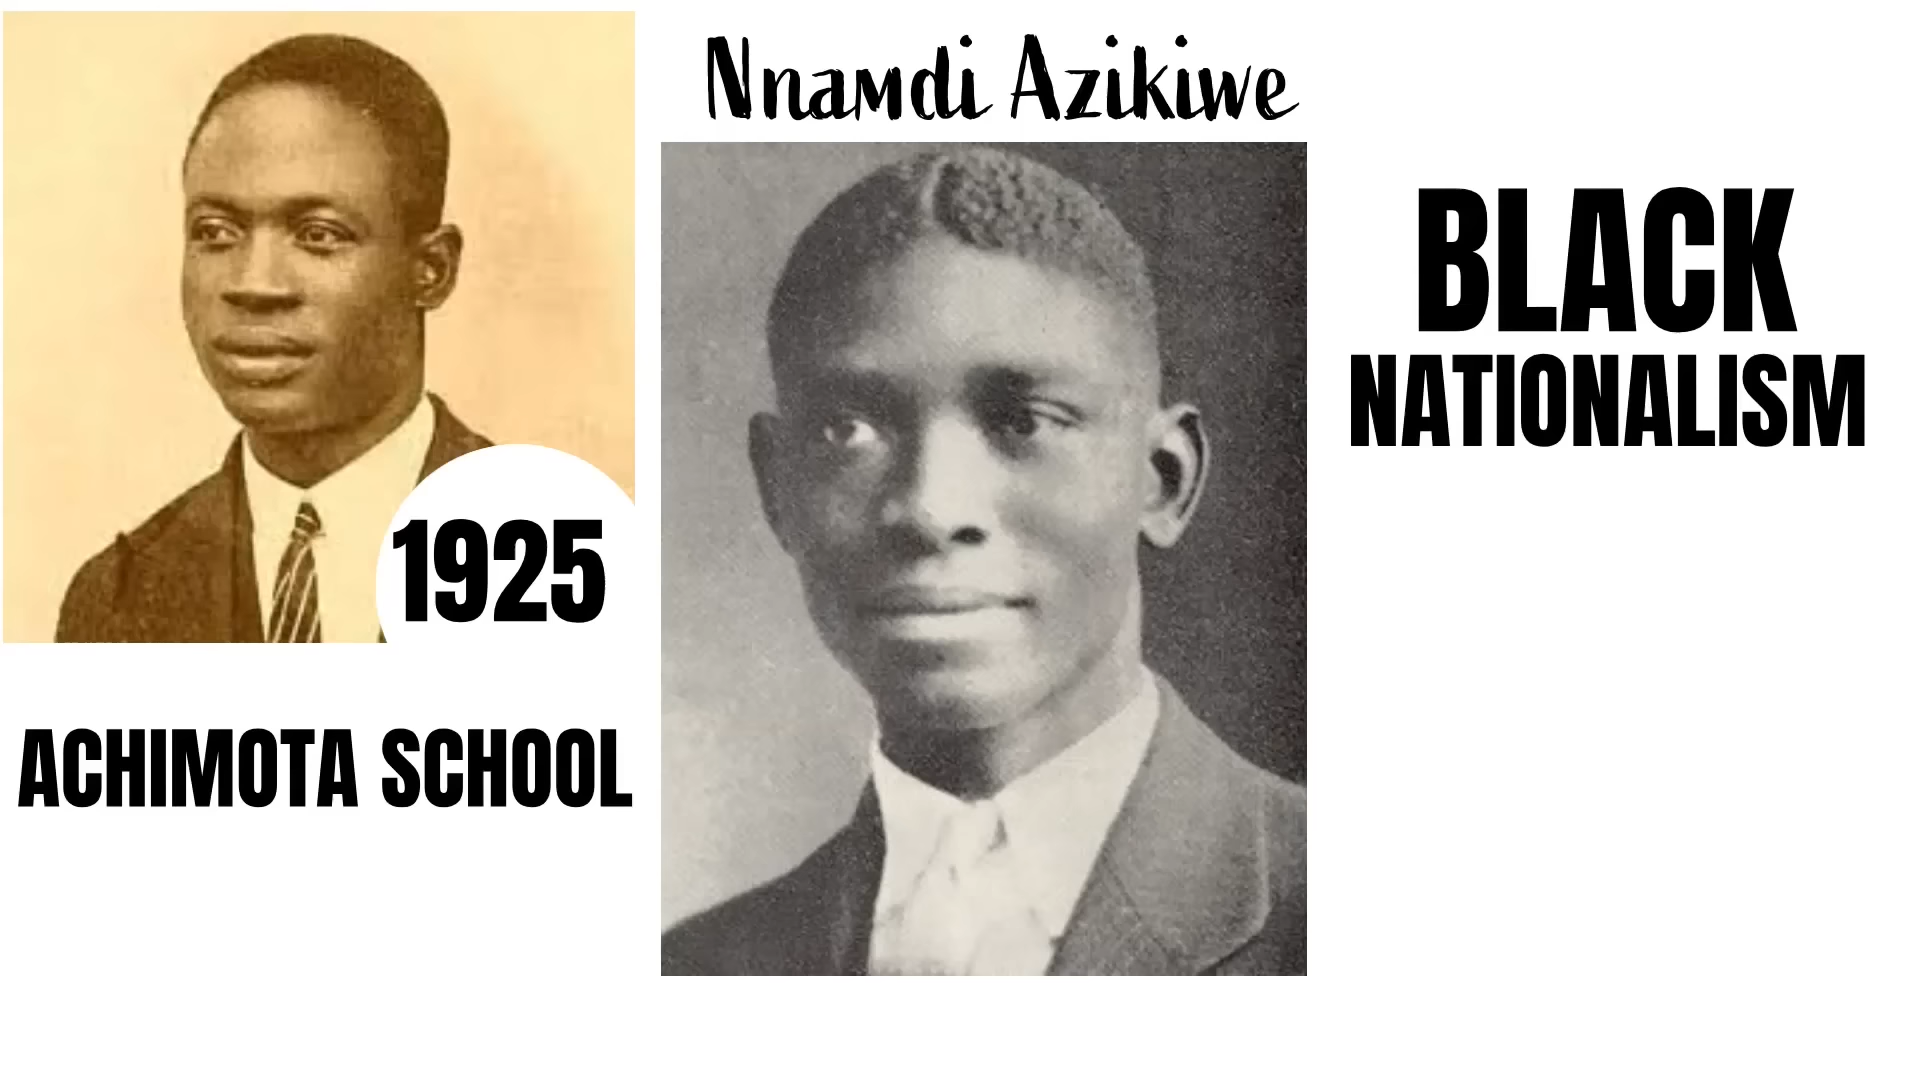 Nnamdi Azikiwe
BLACK
NATIONALISM
1925
ACHIMOTA SCHOOL